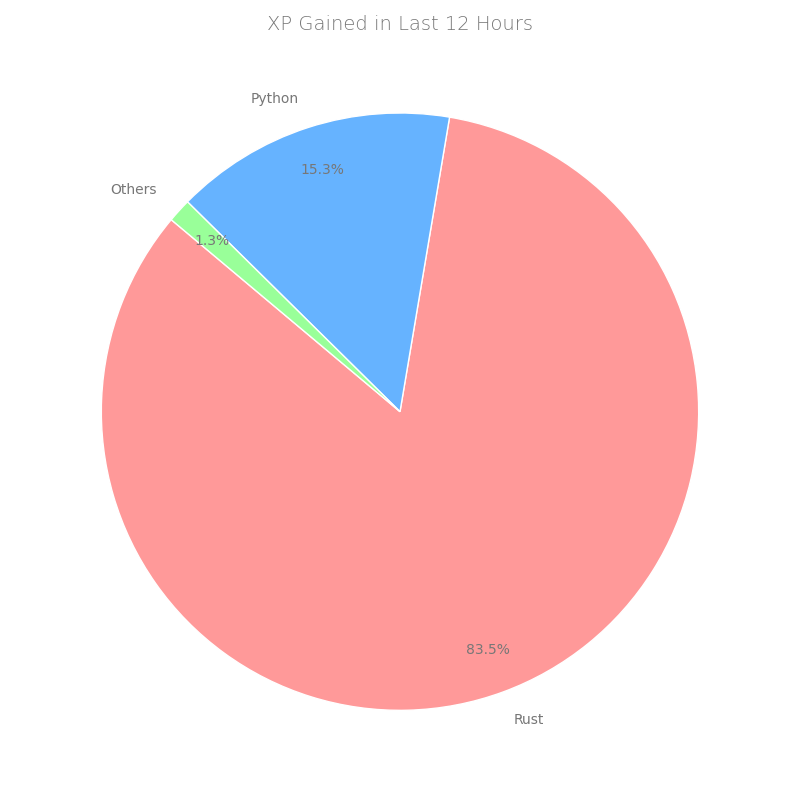 XP Gained in Last 12 Hours
Python
15.3%
Others
1.3%
83.5%
Rust